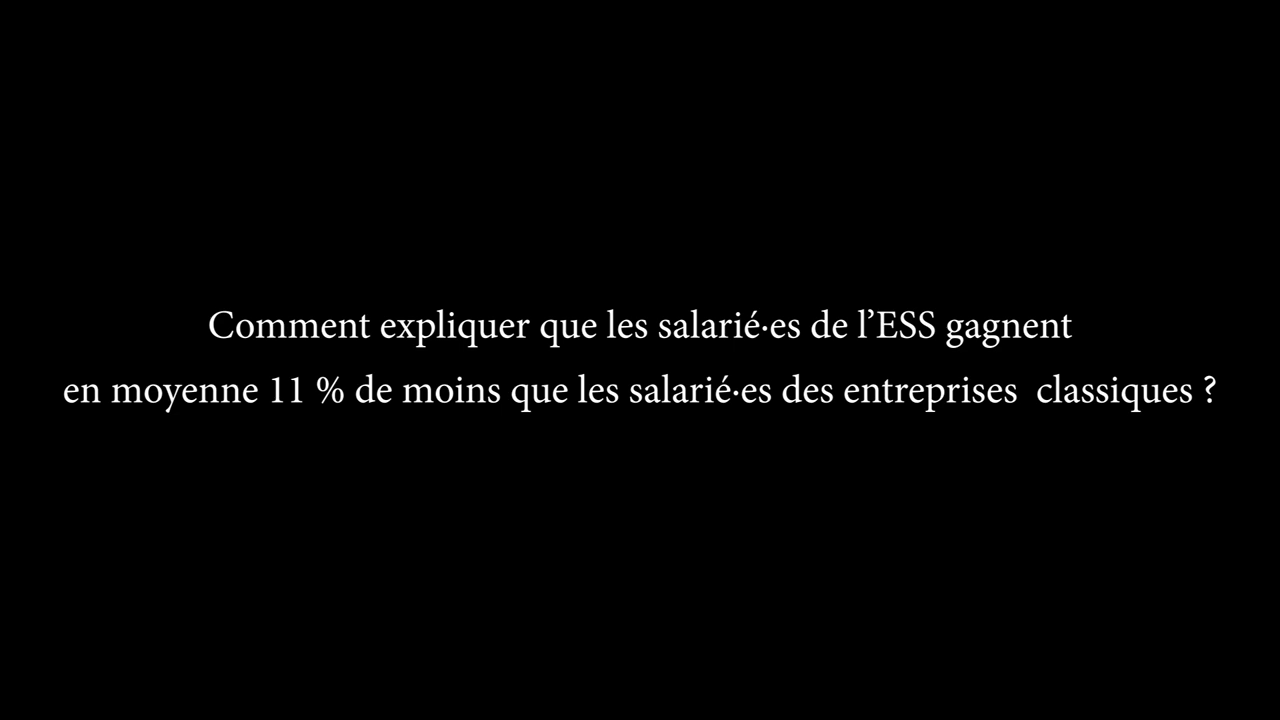 Comment expliquer que les salarié·es de l’ESS gagnent
en moyenne 11 % de moins que les salarié·es des entreprises  classiques ?